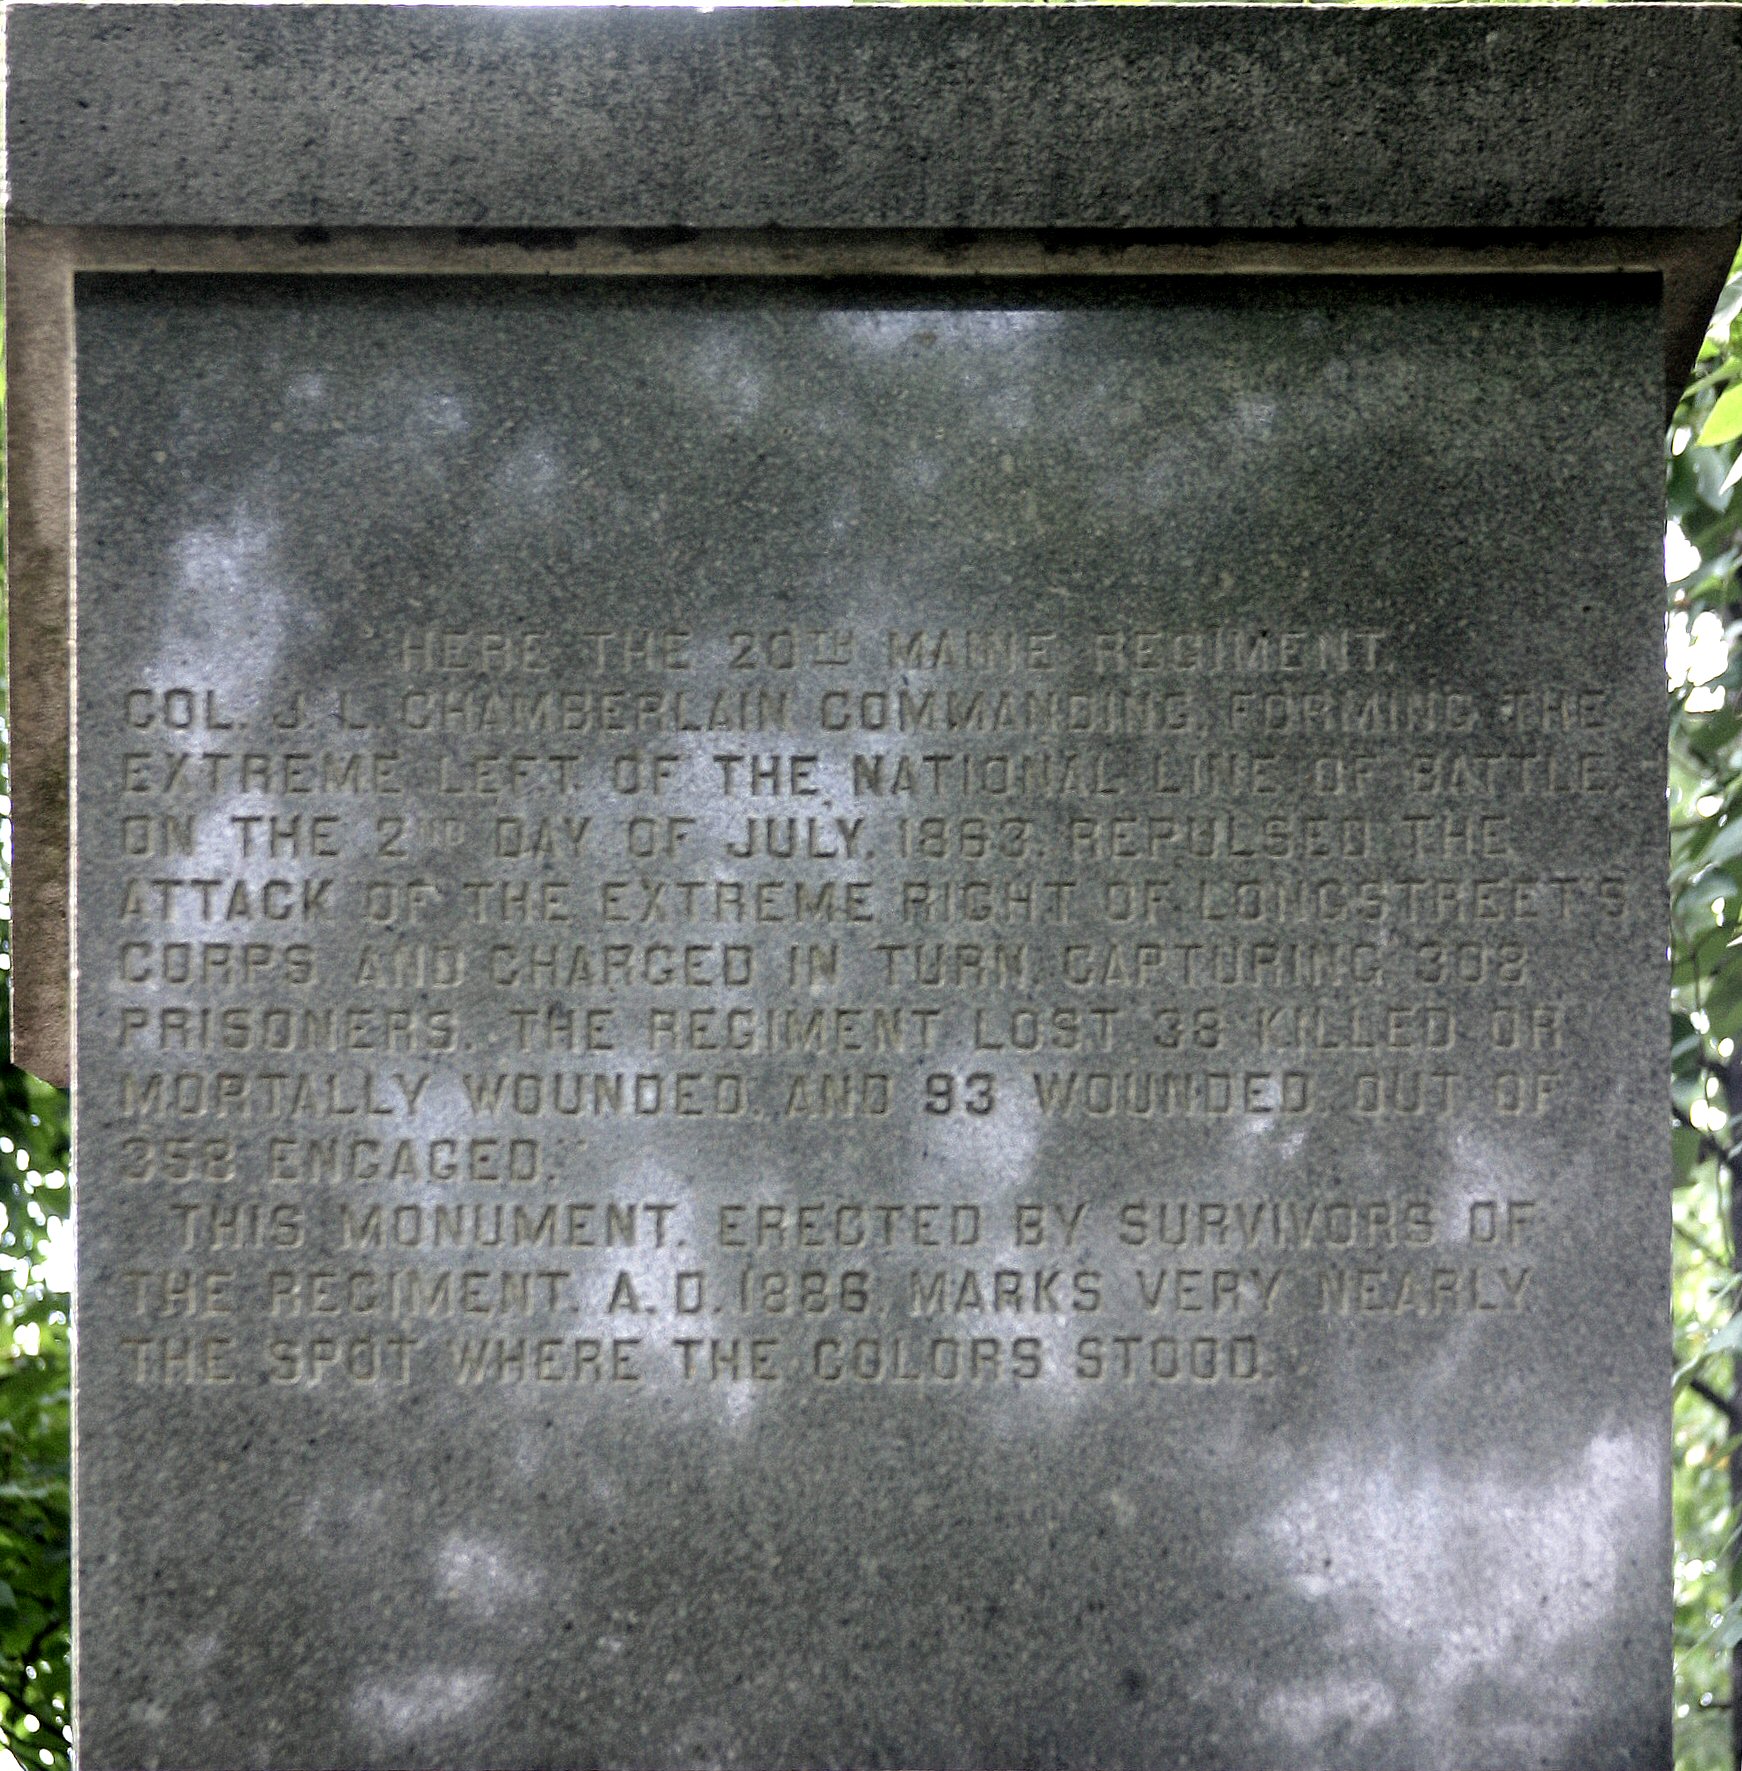 HERE THE 20TH MAINE REGIMENT,
COL. J. L. CHAMBERLAIN COMMANDING, FORMING THE
EXTREME LEFT OF THE NATIONAL LINE OF BATTLE
ON THE 2ND DAY OF JULY, 1863, REPULSED THE
ATTACK OF THE EXTREME RIGHT OF LONGSTREET'S
CORPS AND CHARGED IN TURN, CAPTURING 308
PRISONERS. THE REGIMENT LOST 38 KILLED OR
MORTALLY WOUNDED, AND 93 WOUNDED, OUT OF
358 ENGAGED.
THIS MONUMENT, ERECTED BY SURVIVORS OF
THE REGIMENT, A. D. 1886, MARKS VERY NEARLY
THE SPOT WHERE THE COLORS STOOD.